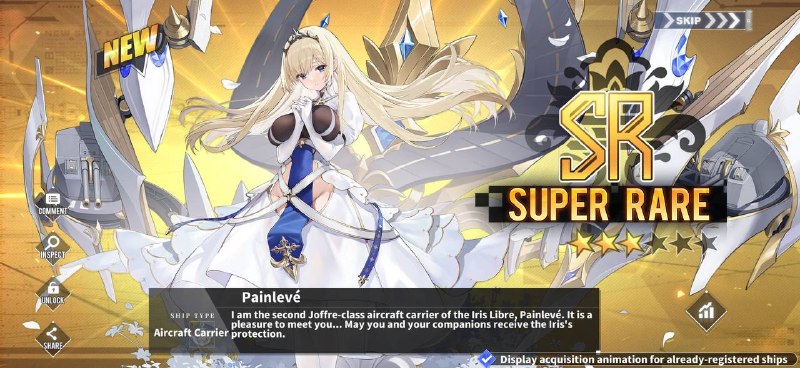 NEW
SKIP
SR
SUPER RARE
COMMENT
INSPECT
UNLOCK
SHARE
Painlevé
SHIP TYPE
Aircraft Carrier
I am the second Joffre-class aircraft carrier of the Iris Libre, Painlevé. It is a
pleasure to meet you... May you and your companions receive the Iris's
protection.
Display acquisition animation for already-registered ships